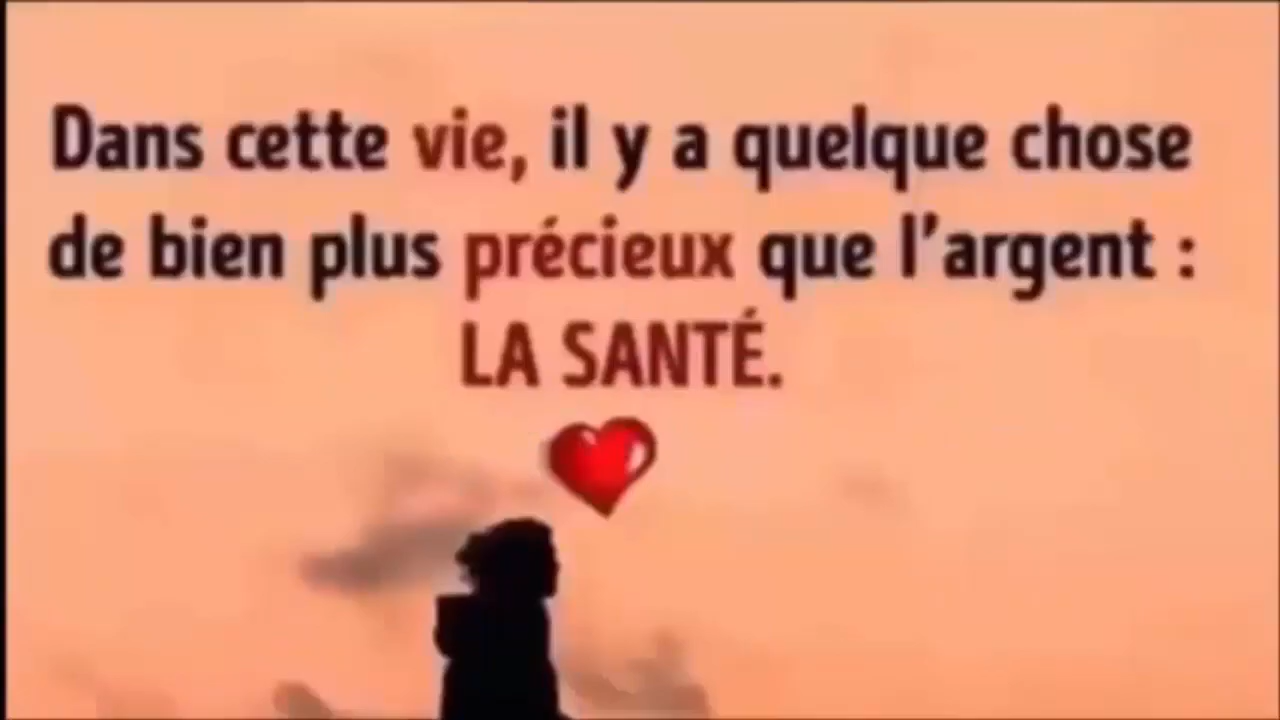 Dans cette vie, il y a quelque chose
de bien plus précieux que l’argent :
LA SANTÉ.